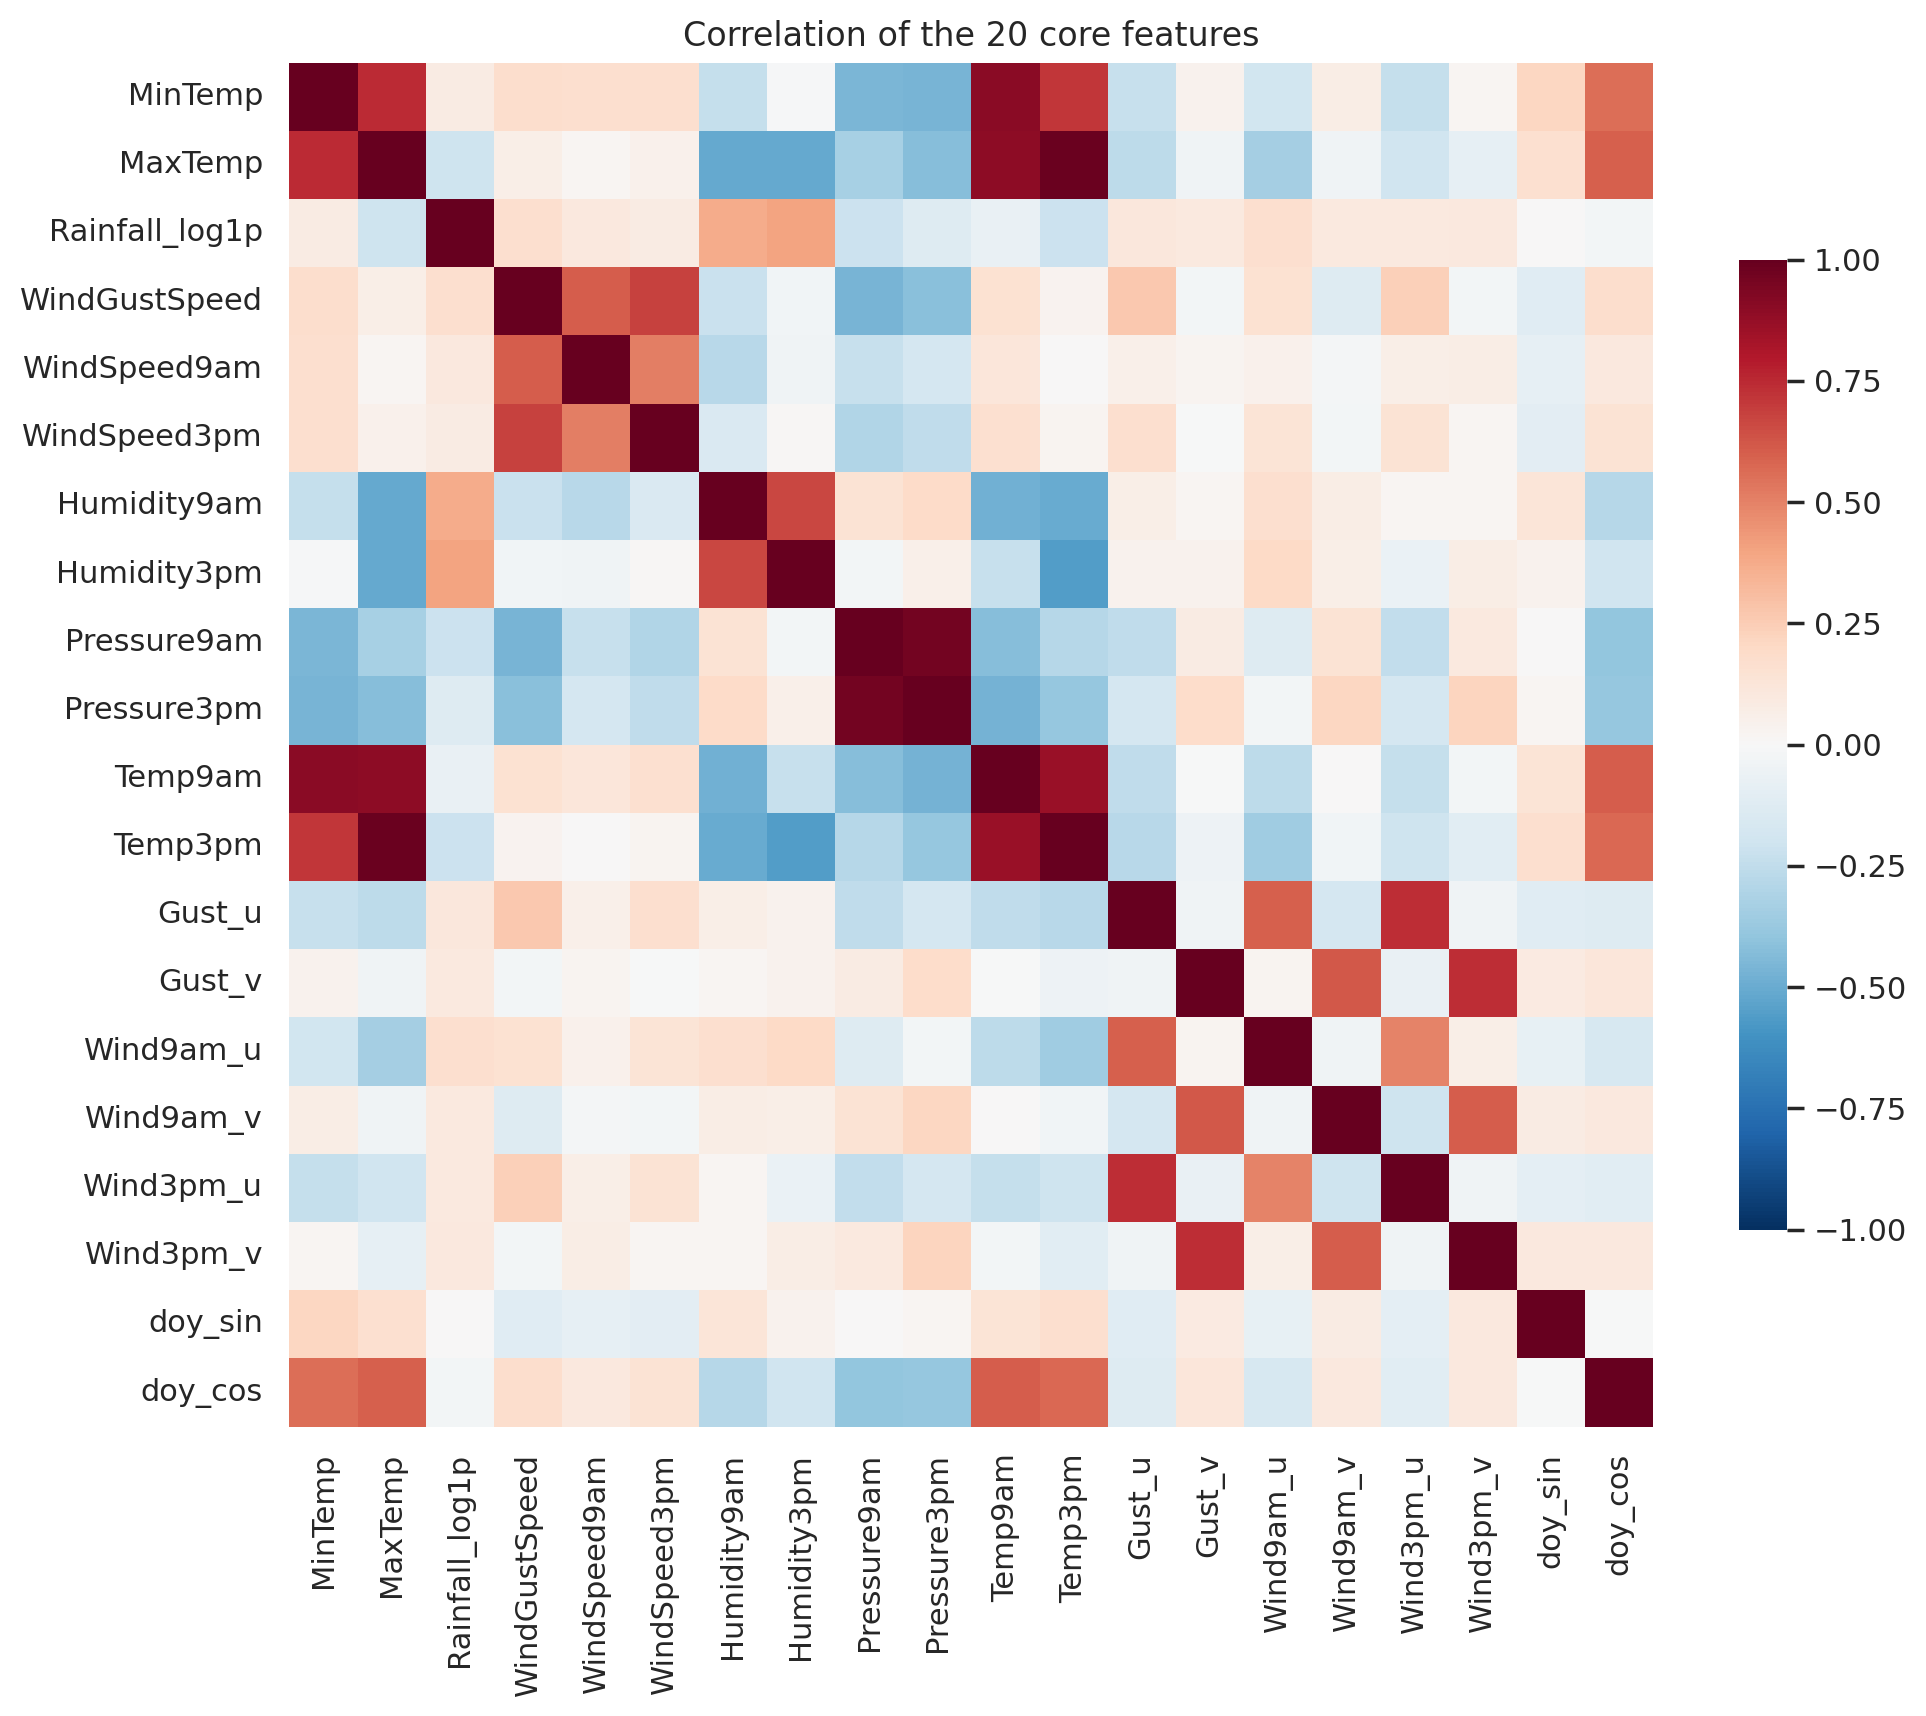 Correlation of the 20 core features
MinTemp
MaxTemp
Rainfall_log1p
WindGustSpeed
WindSpeed9am
WindSpeed3pm
Humidity9am
Humidity3pm
Pressure9am
Pressure3pm
Temp9am
Temp3pm
Gust_u
Gust_v
Wind9am_u
Wind9am_v
Wind3pm_u
Wind3pm_v
doy_sin
doy_cos
MinTemp
MaxTemp
Rainfall_log1p
WindGustSpeed
WindSpeed9am
WindSpeed3pm
Humidity9am
Humidity3pm
Pressure9am
Pressure3pm
Temp9am
Temp3pm
Gust_u
Gust_v
Wind9am_u
Wind9am_v
Wind3pm_u
Wind3pm_v
doy_sin
doy_cos
1.00
0.75
0.50
0.25
0.00
−0.25
−0.50
−0.75
−1.00